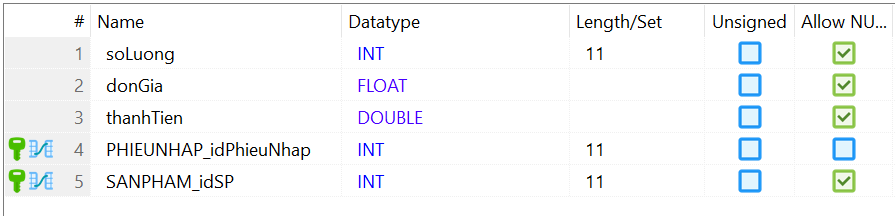 # Name Datatype Length/Set Unsigned Allow NU...
1 soLuong INT 11
2 donGia FLOAT
3 thanhTien DOUBLE
4 PHIEUNHAP_idPhieuNhap INT 11
5 SANPHAM_idSP INT 11